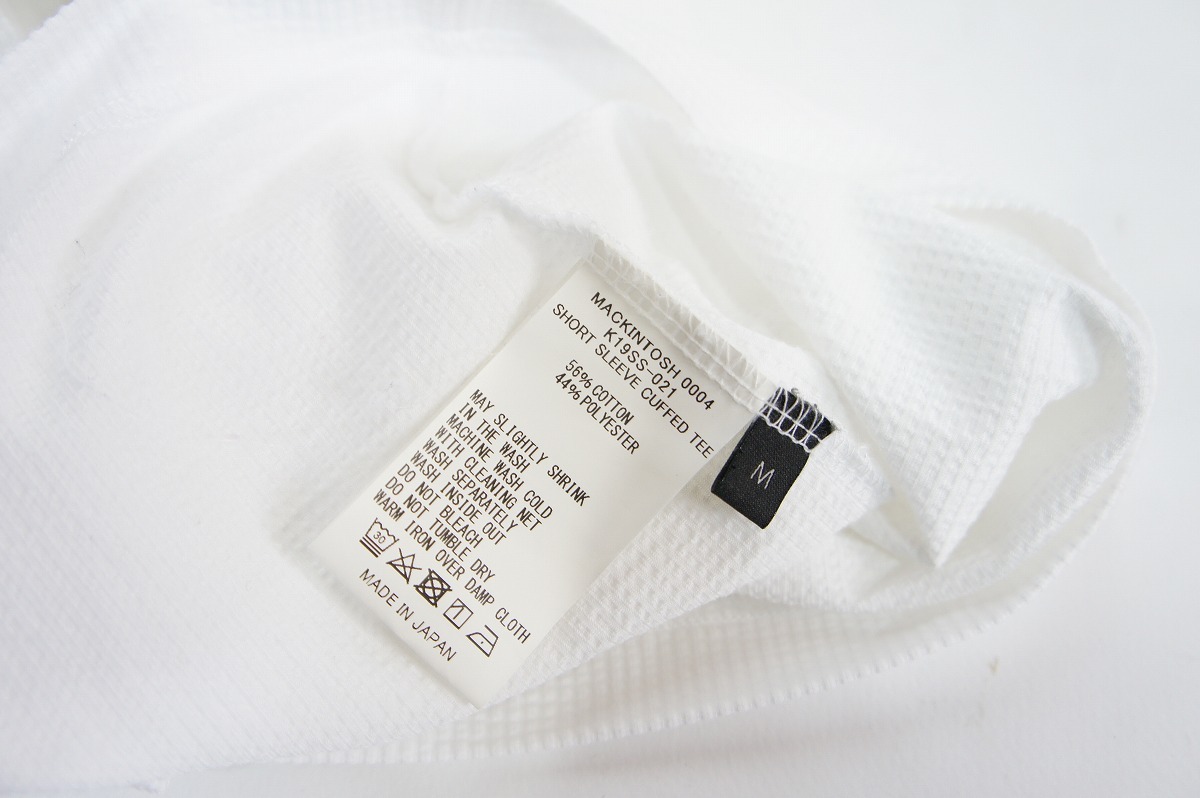 MACKINTOSH 0004
K19SS-021
SHORT SLEEVE CUFFED TEE
56% COTTON
44% POLYESTER
MAY SLIGHTLY SHRINK
IN THE WASH
MACHINE WASH COLD
WITH CLEANING NET
WASH SEPARATELY
WASH INSIDE OUT
DO NOT BLEACH
DO NOT TUMBLE DRY
WARM IRON OVER DAMP CLOTH
30
MADE IN JAPAN
M